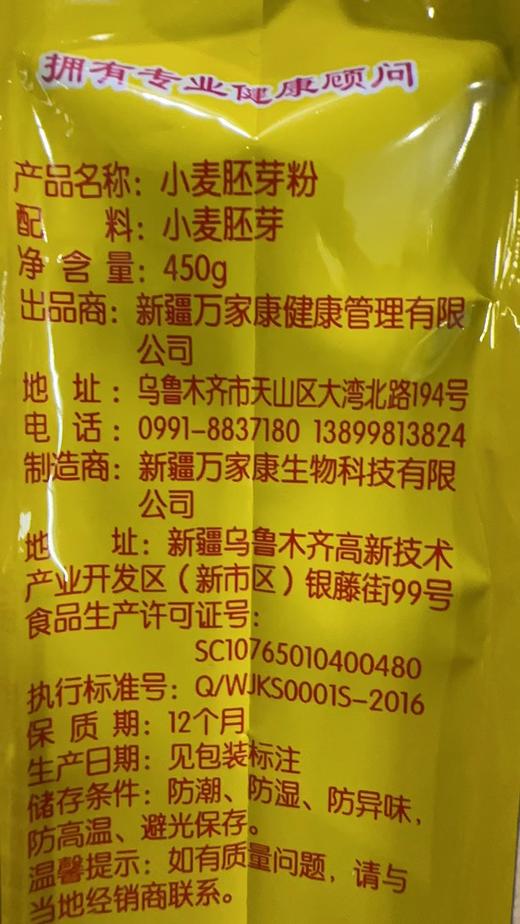 拥有专业健康顾问
产品名称：小麦胚芽粉
配 料：小麦胚芽
净 含 量：450g
出品商：新疆万家康健康管理有限
公司
地 址：乌鲁木齐市天山区大湾北路194号
电 话：0991-8837180 13899813824
制造商：新疆万家康生物科技有限
公司
地 址：新疆乌鲁木齐高新技术
产业开发区（新市区）银藤街99号
食品生产许可证号：
SC10765010400480
执行标准号：Q/WJKS0001S-2016
保 质 期：12个月
生产日期：见包装标注
储存条件：防潮、防湿、防异味，
防高温、避光保存。
温馨提示：如有质量问题，请与
当地经销商联系。